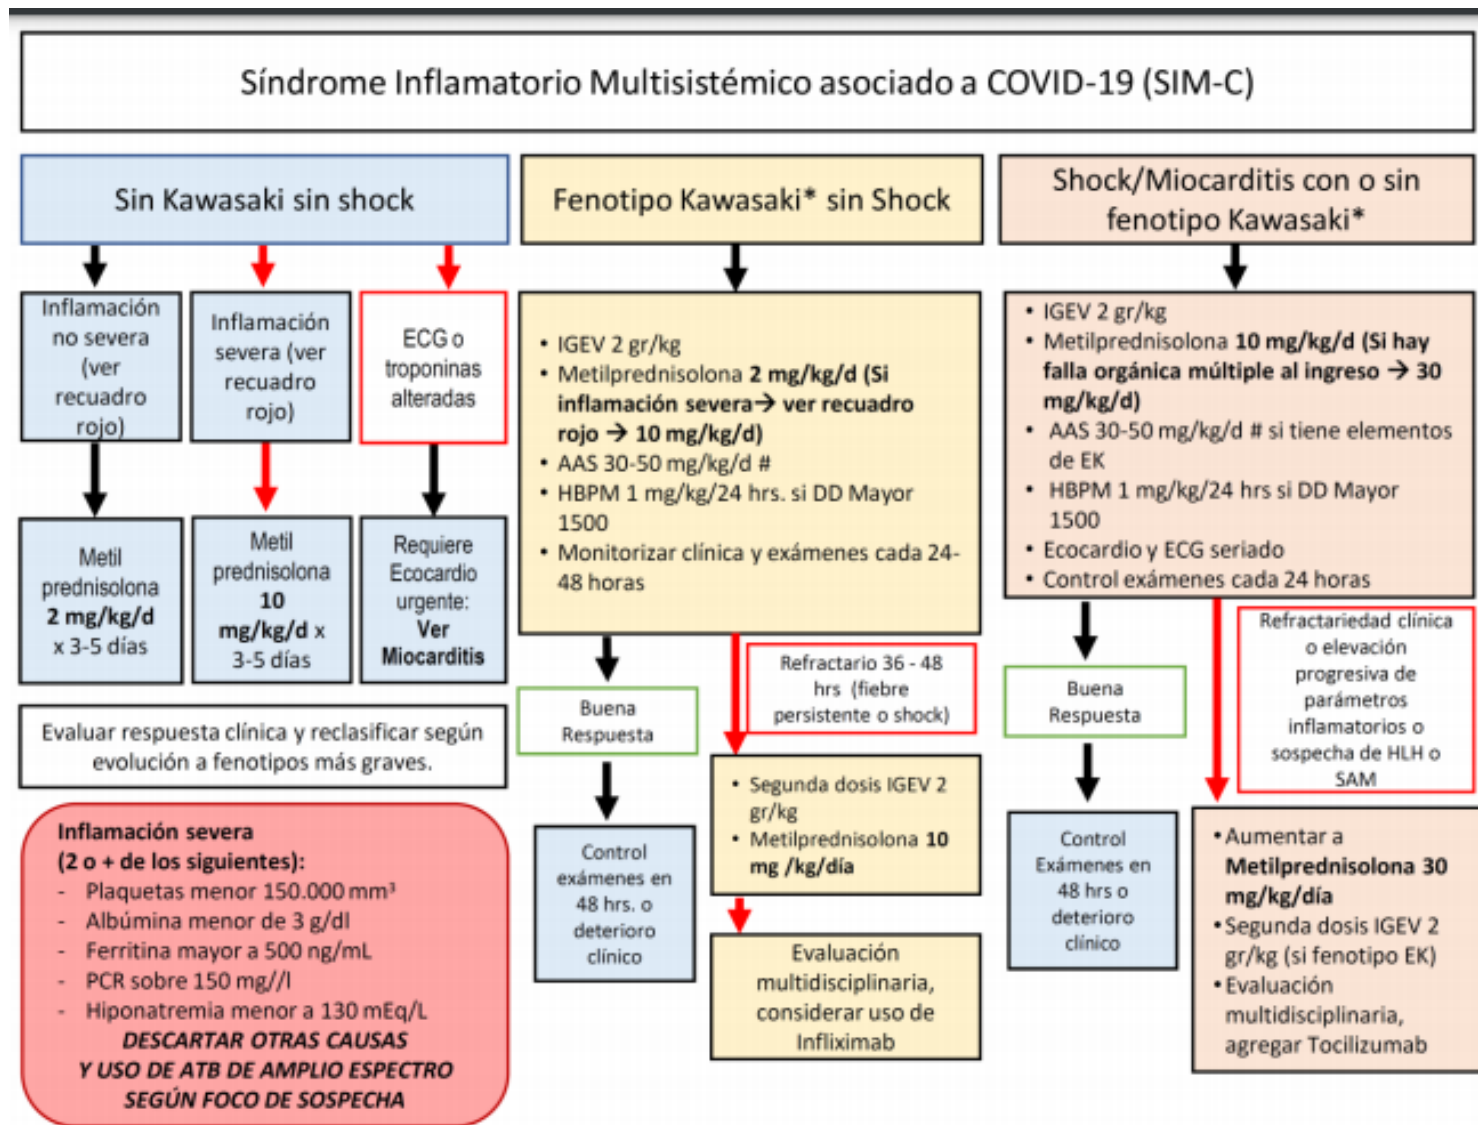 Síndrome Inflamatorio Multisistémico asociado a COVID-19 (SIM-C)
Sin Kawasaki sin shock
Inflamación
no severa
(ver
recuadro
rojo)
Inflamación
severa (ver
recuadro
rojo)
ECG o
troponinas
alteradas
Metil
prednisolona
2 mg/kg/d
x 3-5 días
Metil
prednisolona
10
mg/kg/d x
3-5 días
Requiere
Ecocardio
urgente:
Ver
Miocarditis
Evaluar respuesta clínica y reclasificar según
evolución a fenotipos más graves.
Inflamación severa
(2 o + de los siguientes):
- Plaquetas menor 150.000 mm³
- Albúmina menor de 3 g/dl
- Ferritina mayor a 500 ng/mL
- PCR sobre 150 mg//l
- Hiponatremia menor a 130 mEq/L
DESCARTAR OTRAS CAUSAS
Y USO DE ATB DE AMPLIO ESPECTRO
SEGÚN FOCO DE SOSPECHA
Fenotipo Kawasaki* sin Shock
• IGEV 2 gr/kg
• Metilprednisolona 2 mg/kg/d (Si
inflamación severa→ ver recuadro
rojo → 10 mg/kg/d)
• AAS 30-50 mg/kg/d #
• HBPM 1 mg/kg/24 hrs. si DD Mayor
1500
• Monitorizar clínica y exámenes cada 24-
48 horas
Buena
Respuesta
Refractario 36 - 48
hrs (fiebre
persistente o shock)
Control
exámenes en
48 hrs. o
deterioro
clínico
• Segunda dosis IGEV 2
gr/kg
• Metilprednisolona 10
mg /kg/día
Evaluación
multidisciplinaria,
considerar uso de
Infliximab
Shock/Miocarditis con o sin
fenotipo Kawasaki*
• IGEV 2 gr/kg
• Metilprednisolona 10 mg/kg/d (Si hay
falla orgánica múltiple al ingreso → 30
mg/kg/d)
• AAS 30-50 mg/kg/d # si tiene elementos
de EK
• HBPM 1 mg/kg/24 hrs si DD Mayor
1500
• Ecocardio y ECG seriado
• Control exámenes cada 24 horas
Buena
Respuesta
Refractariedad clínica
o elevación
progresiva de
parámetros
inflamatorios o
sospecha de HLH o
SAM
Control
Exámenes en
48 hrs o
deterioro
clínico
• Aumentar a
Metilprednisolona 30
mg/kg/día
• Segunda dosis IGEV 2
gr/kg (si fenotipo EK)
• Evaluación
multidisciplinaria,
agregar Tocilizumab